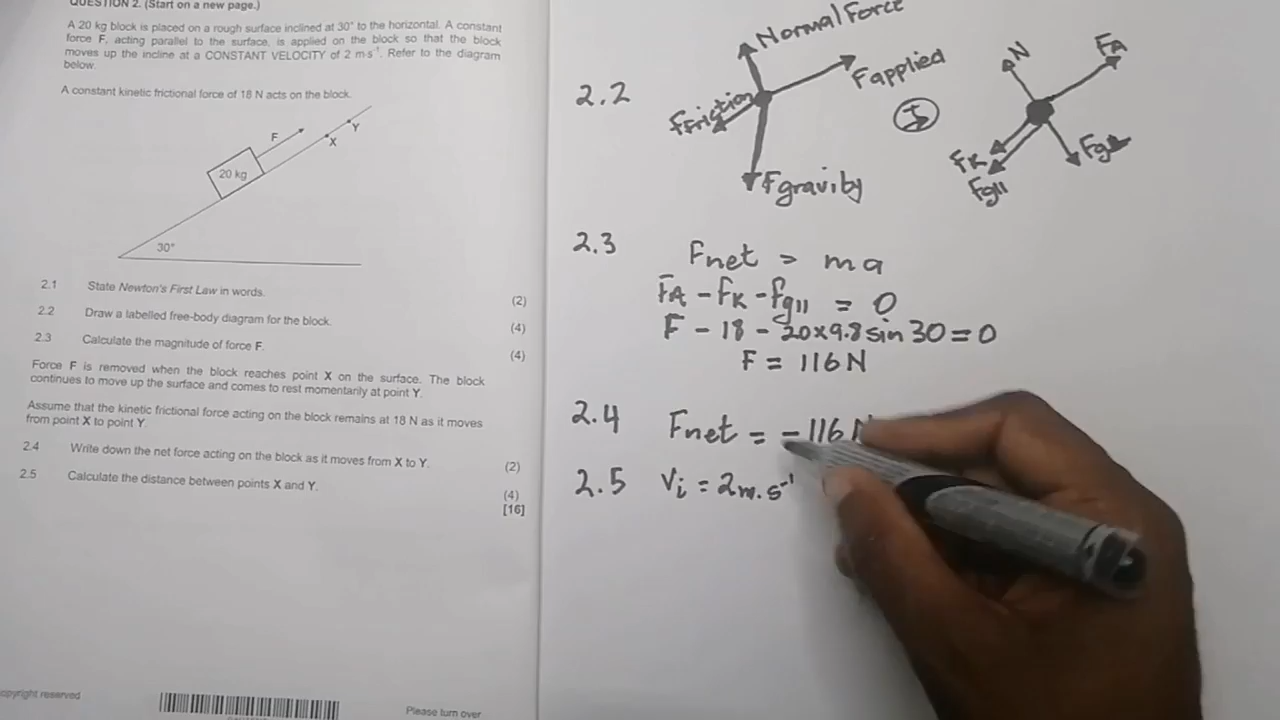 QUESTION 2. (Start on a new page.)
A 20 kg block is placed on a rough surface inclined at 30° to the horizontal. A constant
force F, acting parallel to the surface, is applied on the block so that the block
moves up the incline at a CONSTANT VELOCITY of 2 m·s⁻¹. Refer to the diagram
below.
A constant kinetic frictional force of 18 N acts on the block.
F
X
Y
20 kg
30°
2.1 State Newton's First Law in words. (2)
2.2 Draw a labelled free-body diagram for the block. (4)
2.3 Calculate the magnitude of force F. (4)
Force F is removed when the block reaches point X on the surface. The block
continues to move up the surface and comes to rest momentarily at point Y.
Assume that the kinetic frictional force acting on the block remains at 18 N as it moves
from point X to point Y.
2.4 Write down the net force acting on the block as it moves from X to Y. (2)
2.5 Calculate the distance between points X and Y. (4)
[16]
copyright reserved
Please turn over
2.2
Normal Force
Fapplied
Ffriction
Fgravity
N
FA
FK
Fg||
2.3 Fnet = ma
FA - fK - fg|| = 0
F - 18 - 20×9.8 sin 30 = 0
F = 116 N
2.4 Fnet = -116 N
2.5 Vi = 2m.s⁻¹